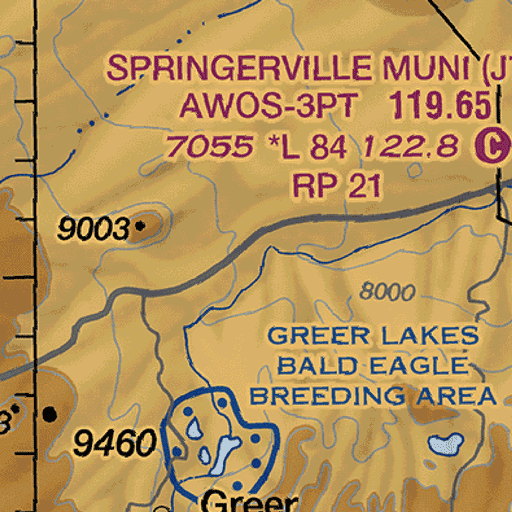 SPRINGERVILLE MUNI (J
AWOS-3PT 119.65
7055 *L 84 122.8 C
RP 21
9003
8000
GREER LAKES
BALD EAGLE
BREEDING AREA
9460
Greer